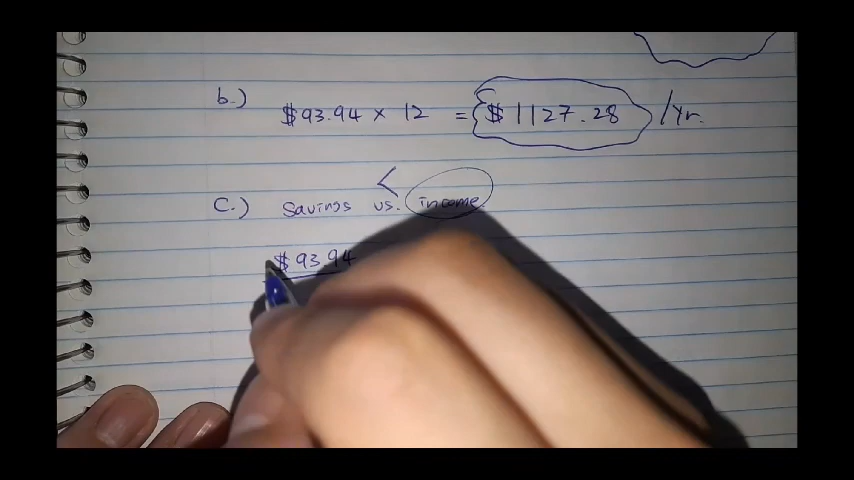 b.) $93.94 × 12 = $1127.28 /Yr.
<
c.) Savings vs. income
$93.94